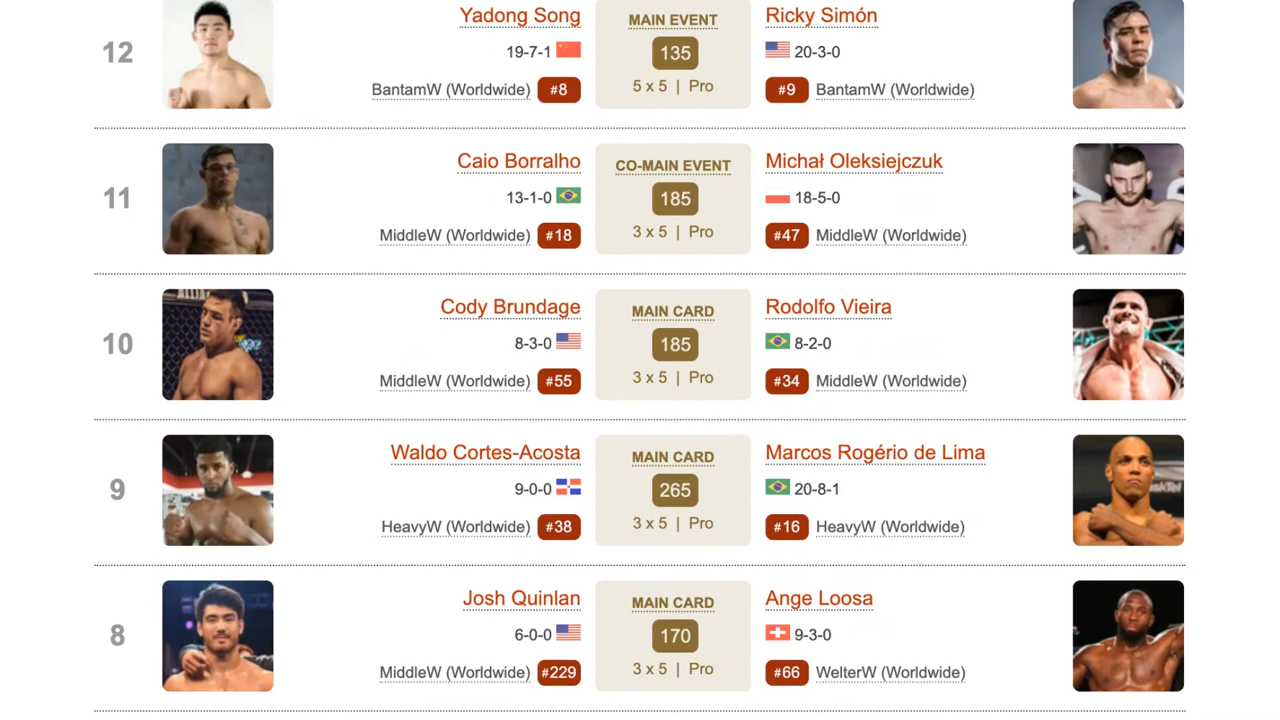 12
Yadong Song
MAIN EVENT
Ricky Simón
19-7-1
135
20-3-0
BantamW (Worldwide) #8
5 x 5 | Pro
#9 BantamW (Worldwide)
11
Caio Borralho
CO-MAIN EVENT
Michał Oleksiejczuk
13-1-0
185
18-5-0
MiddleW (Worldwide) #18
3 x 5 | Pro
#47 MiddleW (Worldwide)
10
Cody Brundage
MAIN CARD
Rodolfo Vieira
8-3-0
185
8-2-0
MiddleW (Worldwide) #55
3 x 5 | Pro
#34 MiddleW (Worldwide)
9
Waldo Cortes-Acosta
MAIN CARD
Marcos Rogério de Lima
9-0-0
265
20-8-1
HeavyW (Worldwide) #38
3 x 5 | Pro
#16 HeavyW (Worldwide)
8
Josh Quinlan
MAIN CARD
Ange Loosa
6-0-0
170
9-3-0
MiddleW (Worldwide) #229
3 x 5 | Pro
#66 WelterW (Worldwide)